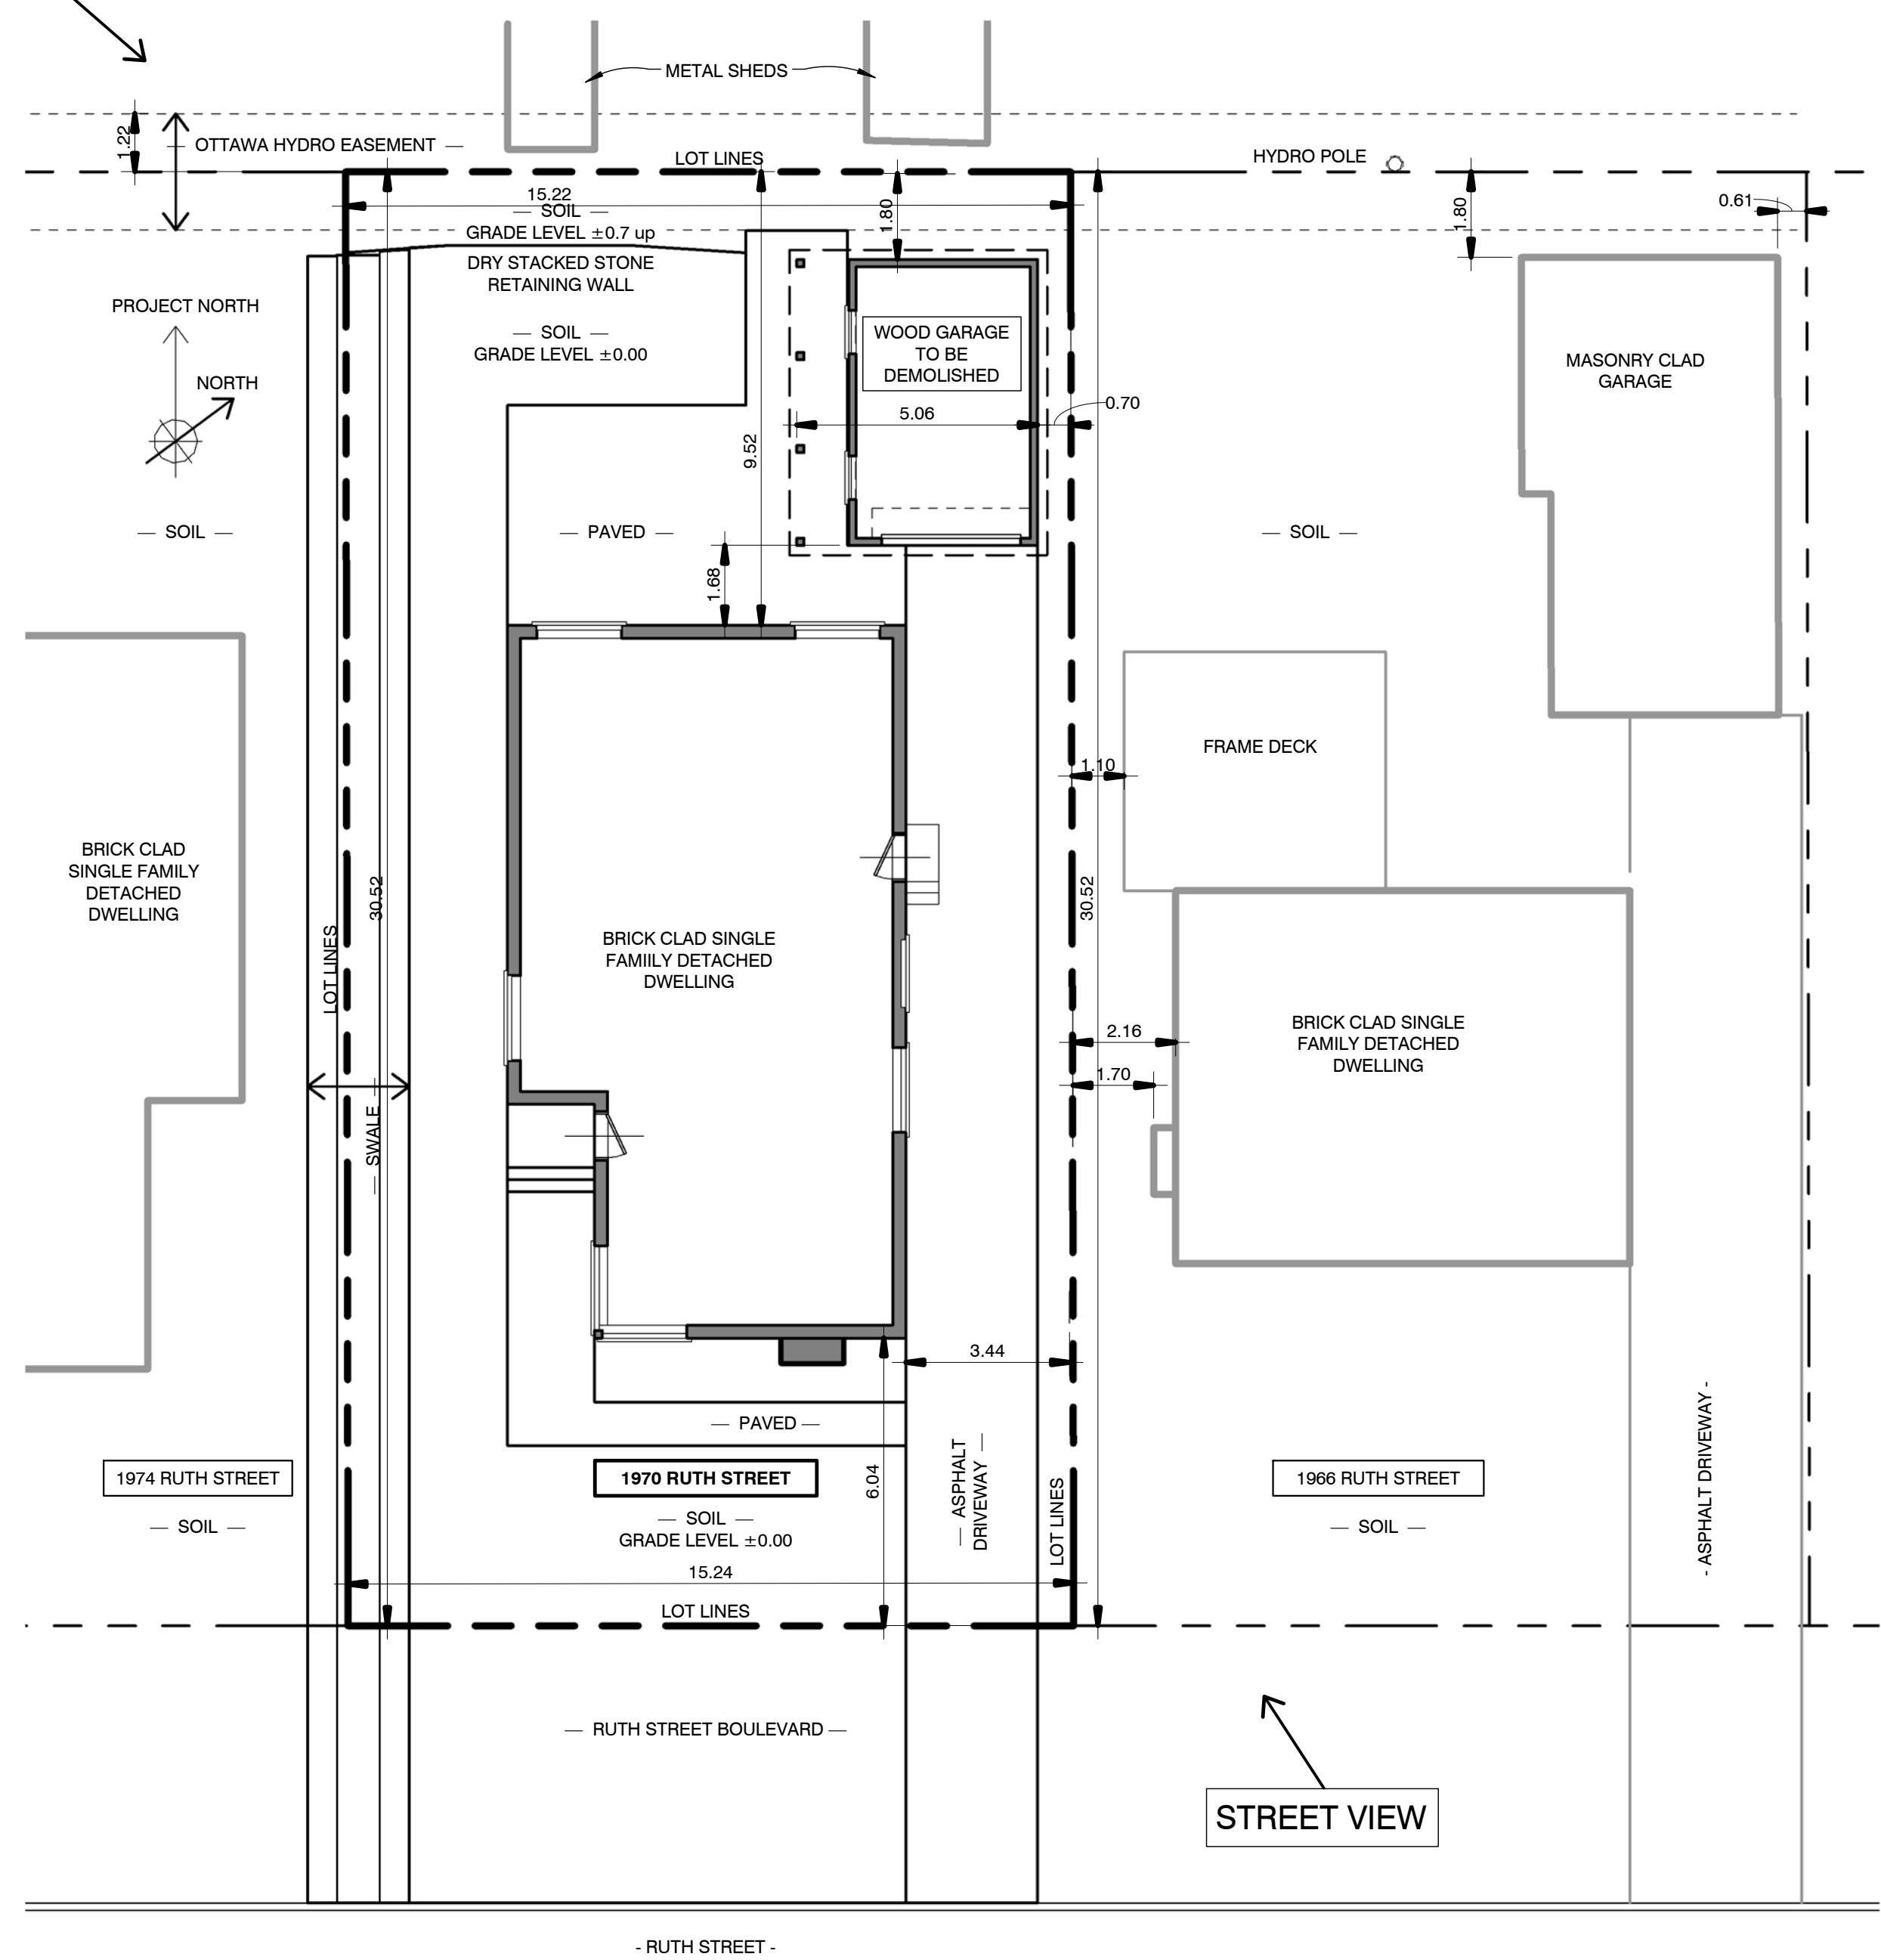 METAL SHEDS
1.22
OTTAWA HYDRO EASEMENT
LOT LINES
HYDRO POLE
15.22
SOIL
GRADE LEVEL ±0.7 up
1.80
1.80
0.61
DRY STACKED STONE
RETAINING WALL
PROJECT NORTH
NORTH
SOIL
GRADE LEVEL ±0.00
WOOD GARAGE
TO BE
DEMOLISHED
MASONRY CLAD
GARAGE
5.06
0.70
9.52
SOIL
PAVED
SOIL
1.68
FRAME DECK
1.10
BRICK CLAD
SINGLE FAMILY
DETACHED
DWELLING
30.52
30.52
LOT LINES
BRICK CLAD SINGLE
FAMIILY DETACHED
DWELLING
BRICK CLAD SINGLE
FAMILY DETACHED
DWELLING
2.16
1.70
SWALE
3.44
PAVED
1974 RUTH STREET
1970 RUTH STREET
6.04
ASPHALT
DRIVEWAY
LOT LINES
1966 RUTH STREET
- ASPHALT DRIVEWAY -
SOIL
SOIL
GRADE LEVEL ±0.00
SOIL
15.24
LOT LINES
RUTH STREET BOULEVARD
STREET VIEW
- RUTH STREET -